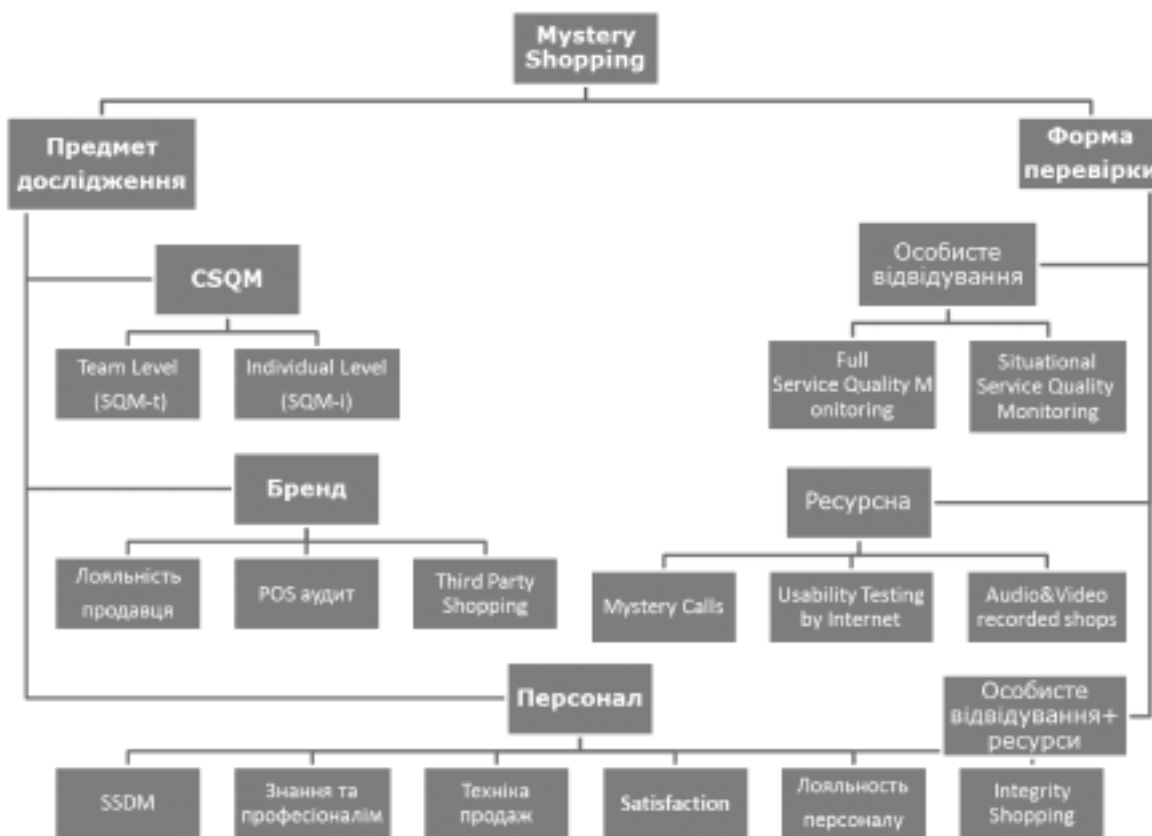 Mystery
Shopping
Предмет
дослідження
Форма
перевірки
CSQM
Особисте
відвідування
Team Level
(SQM-t)
Individual Level
(SQM-i)
Full
Service Quality M
onitoring
Situational
Service Quality
Monitoring
Бренд
Ресурсна
Лояльність
продавця
POS аудит
Third Party
Shopping
Mystery Calls
Usability Testing
by Internet
Audio&Video
recorded shops
Персонал
Особисте
відвідування+
ресурси
SSDM
Знання та
професіоналім
Техніка
продаж
Satisfaction
Лояльность
персоналу
Integrity
Shopping